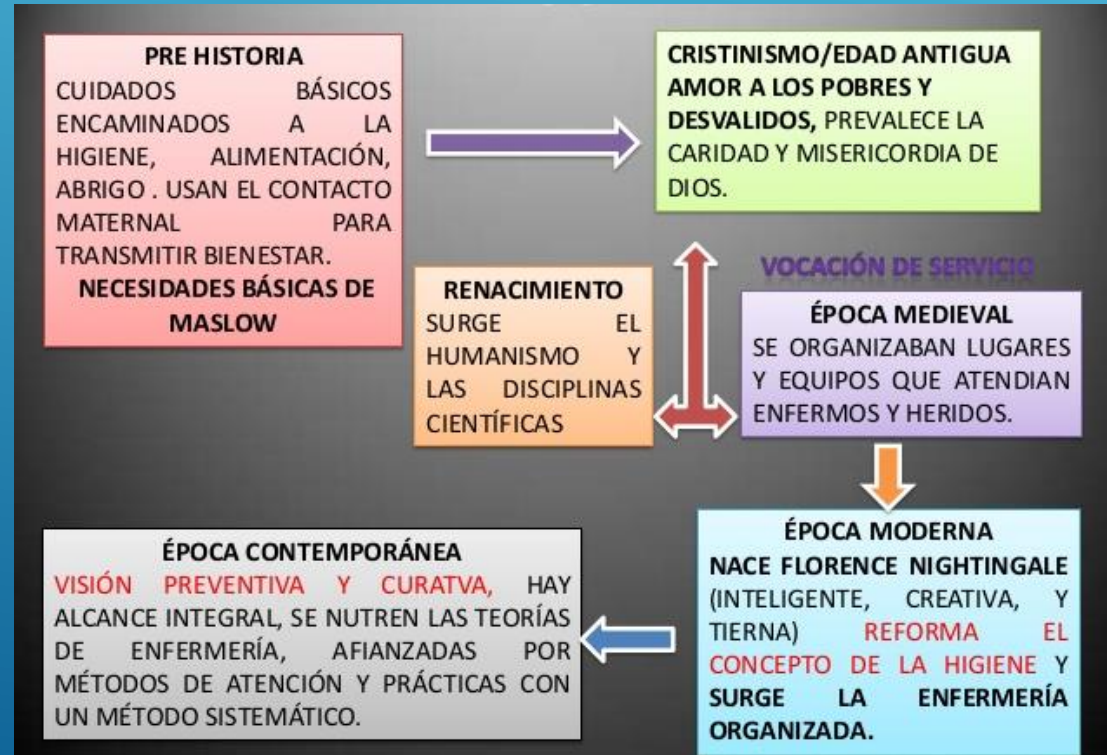 PRE HISTORIA
CUIDADOS BÁSICOS
ENCAMINADOS A LA
HIGIENE, ALIMENTACIÓN,
ABRIGO . USAN EL CONTACTO
MATERNAL PARA
TRANSMITIR BIENESTAR.
NECESIDADES BÁSICAS DE
MASLOW
CRISTINISMO/EDAD ANTIGUA
AMOR A LOS POBRES Y
DESVALIDOS, PREVALECE LA
CARIDAD Y MISERICORDIA DE
DIOS.
RENACIMIENTO
SURGE EL
HUMANISMO Y
LAS DISCIPLINAS
CIENTÍFICAS
VOCACIÓN DE SERVICIO
ÉPOCA MEDIEVAL
SE ORGANIZABAN LUGARES
Y EQUIPOS QUE ATENDIAN
ENFERMOS Y HERIDOS.
ÉPOCA MODERNA
NACE FLORENCE NIGHTINGALE
(INTELIGENTE, CREATIVA, Y
TIERNA) REFORMA EL
CONCEPTO DE LA HIGIENE Y
SURGE LA ENFERMERÍA
ORGANIZADA.
ÉPOCA CONTEMPORÁNEA
VISIÓN PREVENTIVA Y CURATVA, HAY
ALCANCE INTEGRAL, SE NUTREN LAS TEORÍAS
DE ENFERMERÍA, AFIANZADAS POR
MÉTODOS DE ATENCIÓN Y PRÁCTICAS CON
UN MÉTODO SISTEMÁTICO.